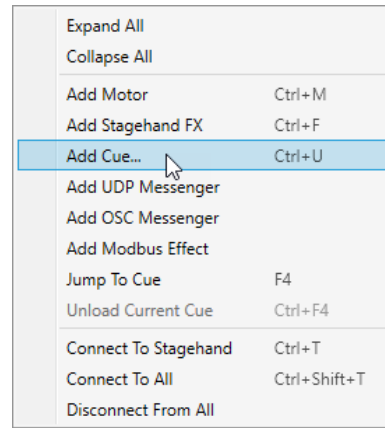 Expand All
Collapse All
Add Motor Ctrl+M
Add Stagehand FX Ctrl+F
Add Cue... Ctrl+U
Add UDP Messenger
Add OSC Messenger
Add Modbus Effect
Jump To Cue F4
Unload Current Cue Ctrl+F4
Connect To Stagehand Ctrl+T
Connect To All Ctrl+Shift+T
Disconnect From All